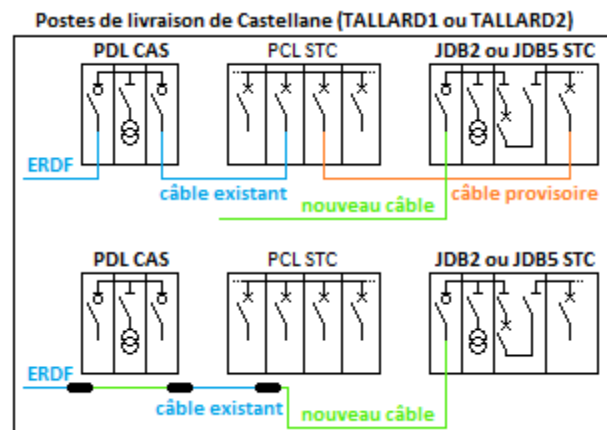 Postes de livraison de Castellane (TALLARD1 ou TALLARD2)
PDL CAS PCL STC JDB2 ou JDB5 STC
ERDF
câble existant câble provisoire
nouveau câble
PDL CAS PCL STC JDB2 ou JDB5 STC
ERDF
câble existant
nouveau câble